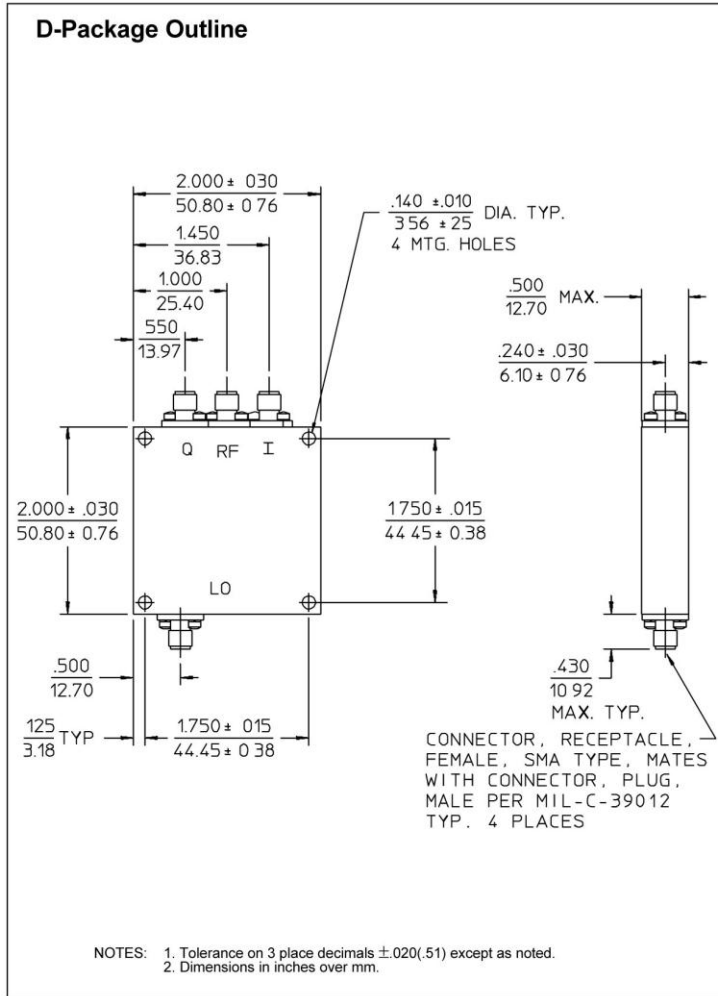 D-Package Outline
2.000± 030
50.80± 0 76
1.450
36.83
1.000
25.40
550
13.97
.140 ±.010
3 56 ±25
DIA. TYP.
4 MTG. HOLES
.500
12.70
MAX.
.240± .030
6.10± 0 76
Q RF I
2.000± .030
50.80± 0.76
1 750± .015
44 45± 0.38
LO
.500
12.70
125
3.18
TYP
1.750± 015
44.45± 0 38
.430
10 92
MAX. TYP.
CONNECTOR, RECEPTACLE,
FEMALE, SMA TYPE, MATES
WITH CONNECTOR, PLUG,
MALE PER MIL-C-39012
TYP. 4 PLACES
NOTES: 1. Tolerance on 3 place decimals ±.020(.51) except as noted.
2. Dimensions in inches over mm.